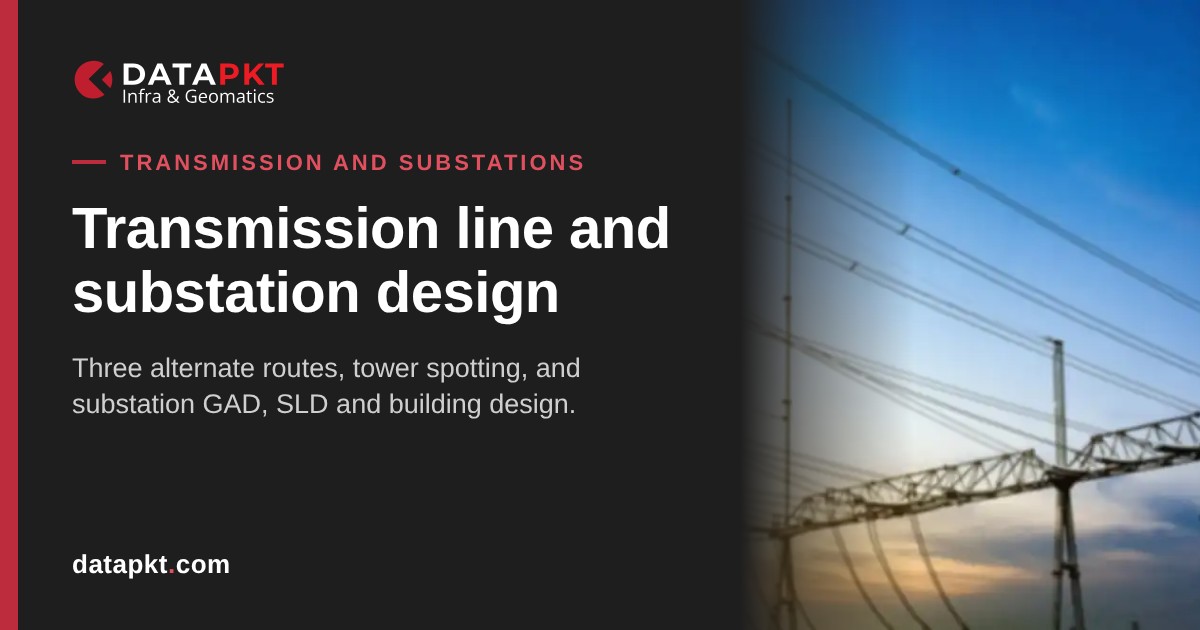 DATAPKT
Infra & Geomatics
TRANSMISSION AND SUBSTATIONS
Transmission line and
substation design
Three alternate routes, tower spotting, and
substation GAD, SLD and building design.
datapkt.com